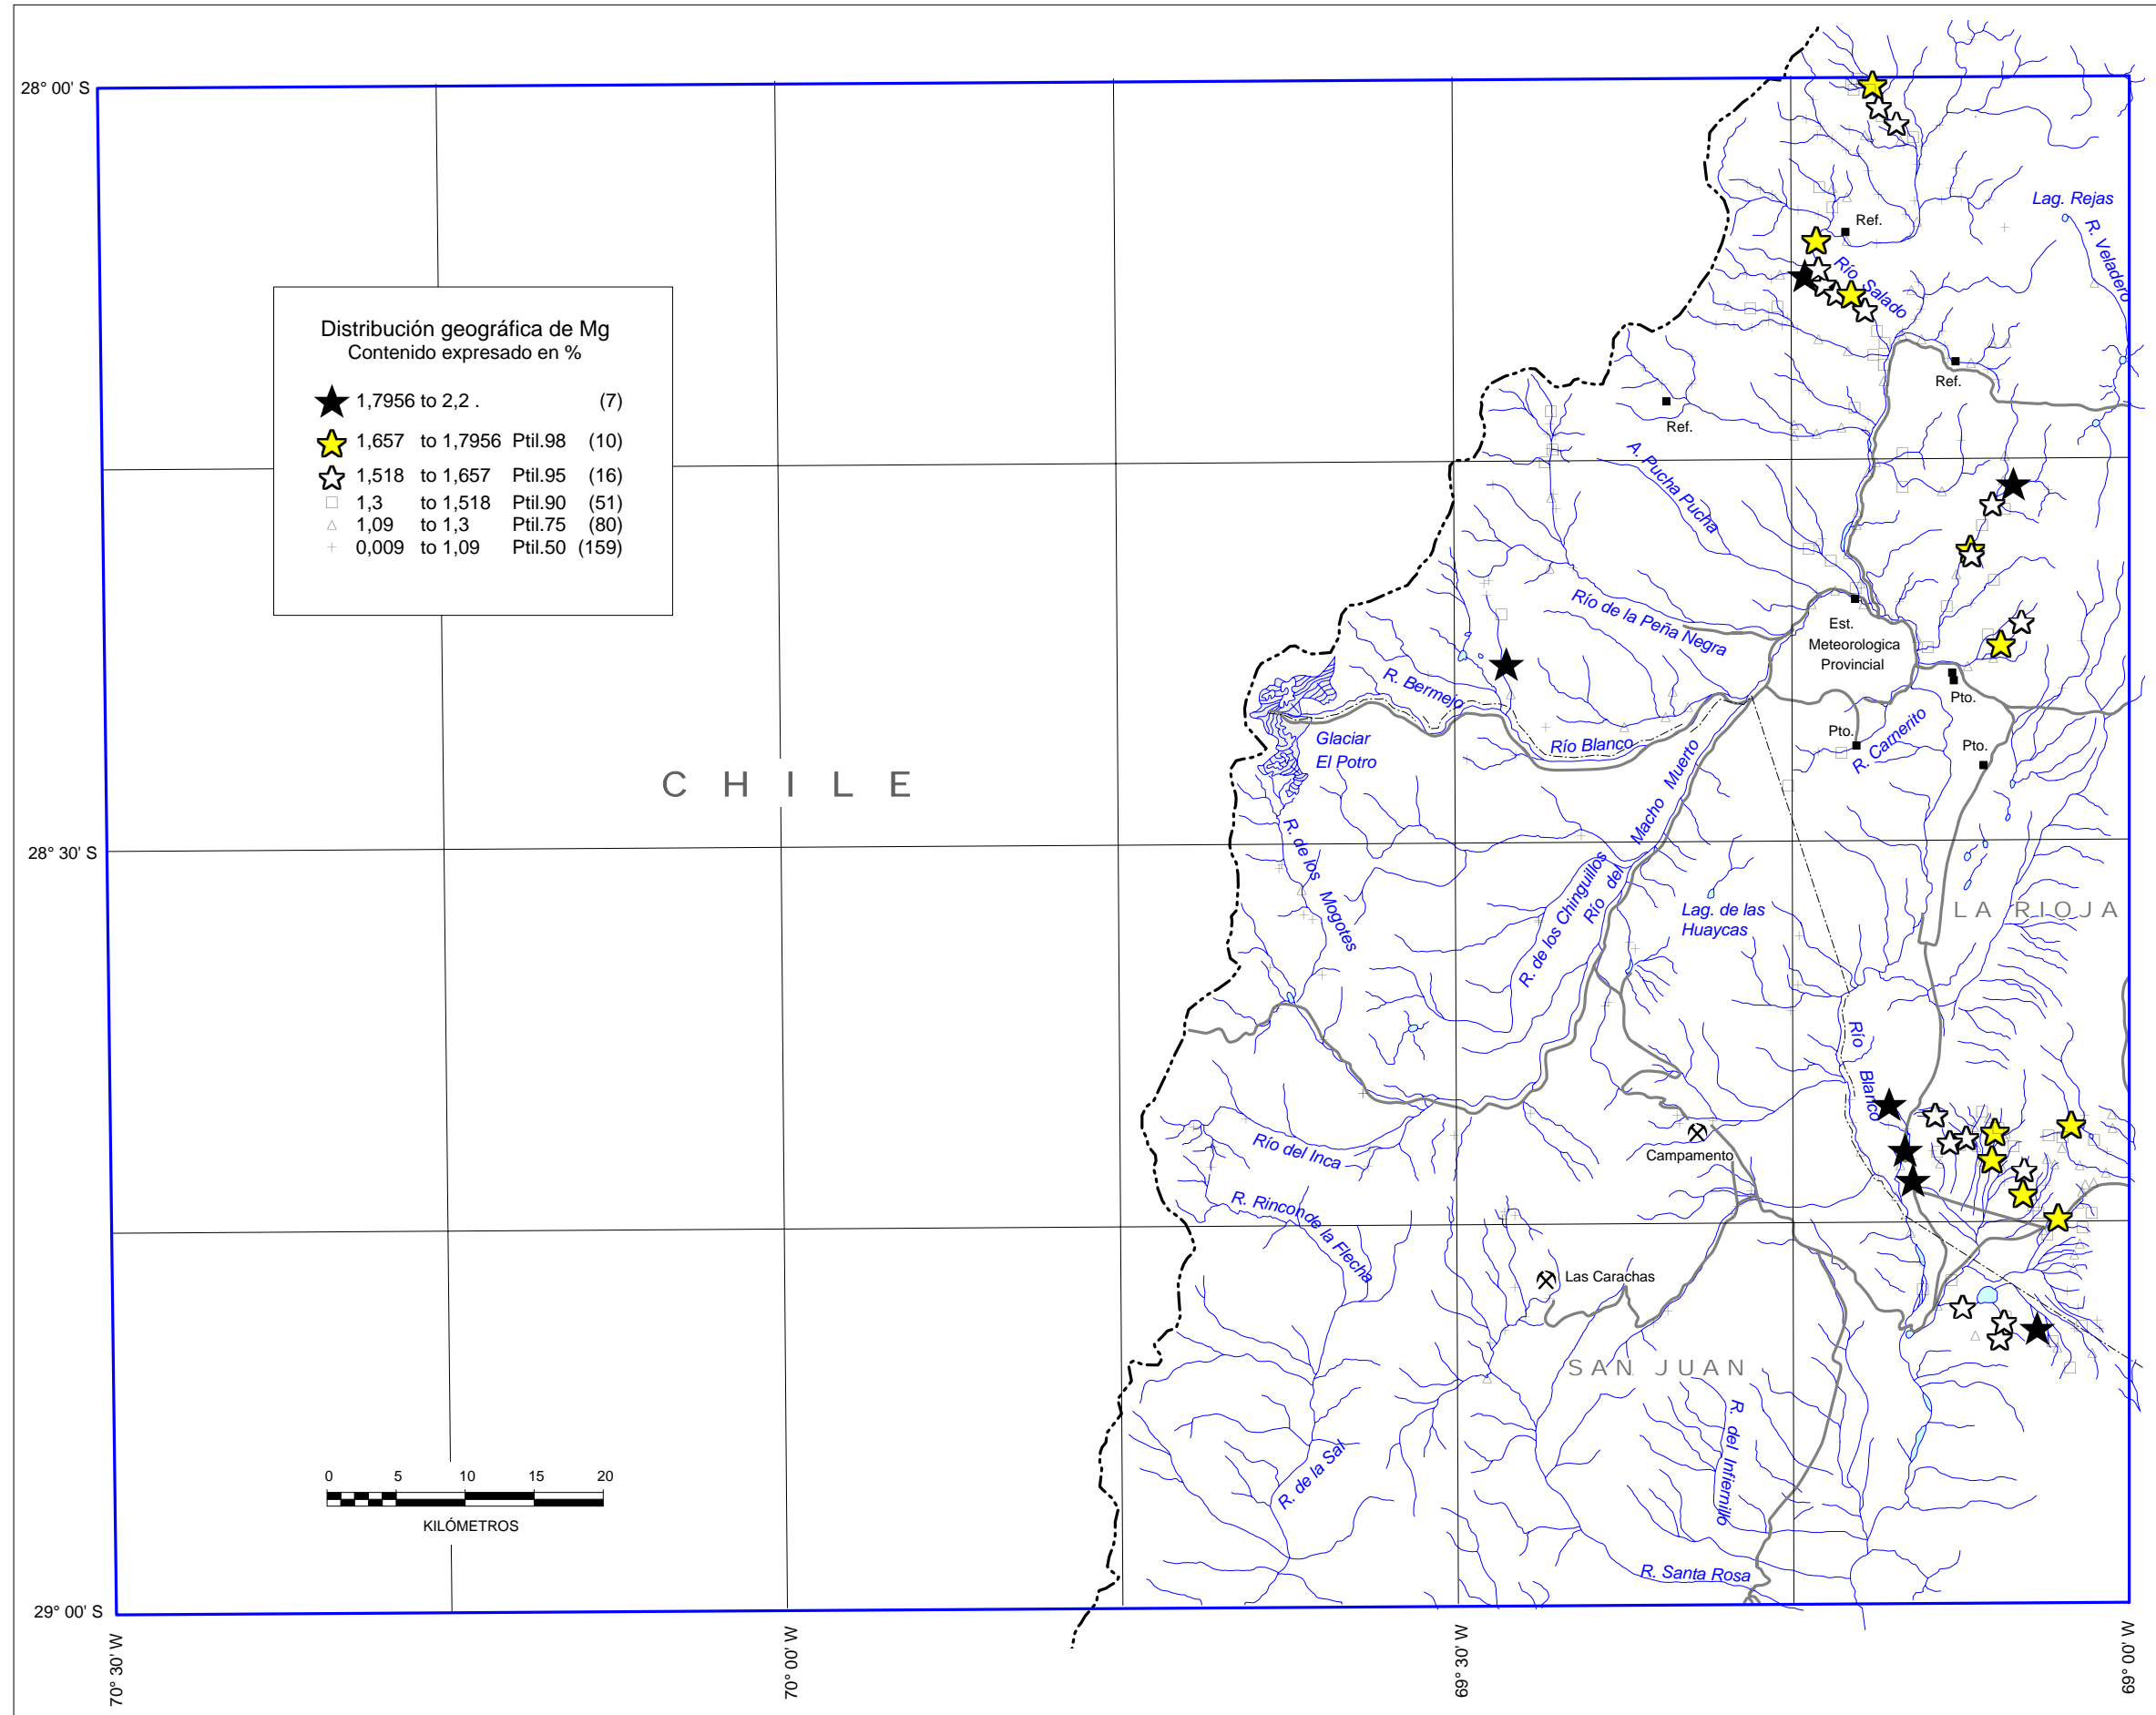 28° 00' S
Lag. Rejas
R. Veladero
Ref.
Río Salado
Distribución geográfica de Mg
Contenido expresado en %
1,7956 to 2,2 . (7)
1,657 to 1,7956 Ptil.98 (10)
1,518 to 1,657 Ptil.95 (16)
1,3 to 1,518 Ptil.90 (51)
1,09 to 1,3 Ptil.75 (80)
0,009 to 1,09 Ptil.50 (159)
Ref.
Ref.
A. Pucha Pucha
Río de la Peña Negra
Est.
Meteorologica
Provincial
R. Bermejo
Pto.
Pto.
R. Carnerito
Pto.
Glaciar
El Potro
Río Blanco
CHILE
Río del Macho Muerto
R. de los Mogotes
R. de los Chinguillos
28° 30' S
Lag. de las
Huaycas
LA RIOJA
Río Blanco
Río del Inca
Campamento
R. Rincon de la Flecha
Las Carachas
SAN JUAN
R. del Infiernillo
R. de la Sal
0 5 10 15 20
KILÓMETROS
R. Santa Rosa
29° 00' S
70° 30' W
70° 00' W
69° 30' W
69° 00' W